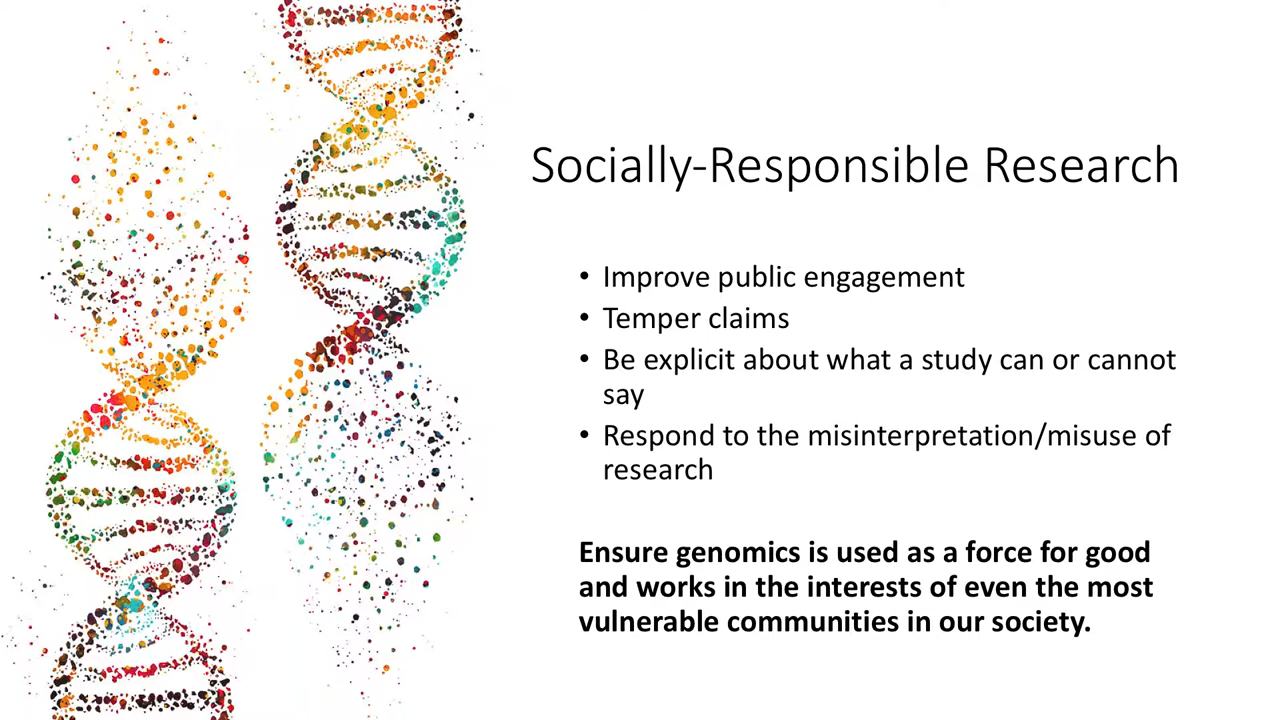 Socially-Responsible Research
• Improve public engagement
• Temper claims
• Be explicit about what a study can or cannot
say
• Respond to the misinterpretation/misuse of
research
Ensure genomics is used as a force for good
and works in the interests of even the most
vulnerable communities in our society.